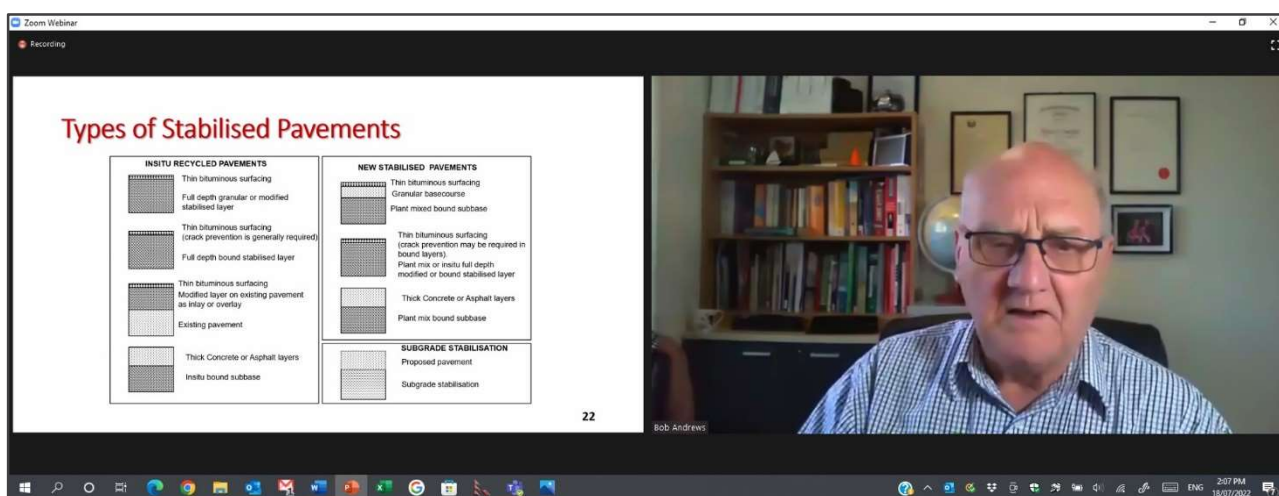 Zoom Webinar
Recording
Types of Stabilised Pavements
INSITU RECYCLED PAVEMENTS
Thin bituminous surfacing
Full depth granular or modified
stabilised layer
Thin bituminous surfacing
(crack prevention is generally required)
Full depth bound stabilised layer
Thin bituminous surfacing
Modified layer on existing pavement
as inlay or overlay
Existing pavement
Thick Concrete or Asphalt layers
Insitu bound subbase
NEW STABILISED PAVEMENTS
Thin bituminous surfacing
Granular basecourse
Plant mixed bound subbase
Thin bituminous surfacing
(crack prevention may be required in
bound layers).
Plant mix or insitu full depth
modified or bound stabilised layer
Thick Concrete or Asphalt layers
Plant mix bound subbase
SUBGRADE STABILISATION
Proposed pavement
Subgrade stabilisation
22
Bob Andrews
ENG
2:07 PM
18/07/2022